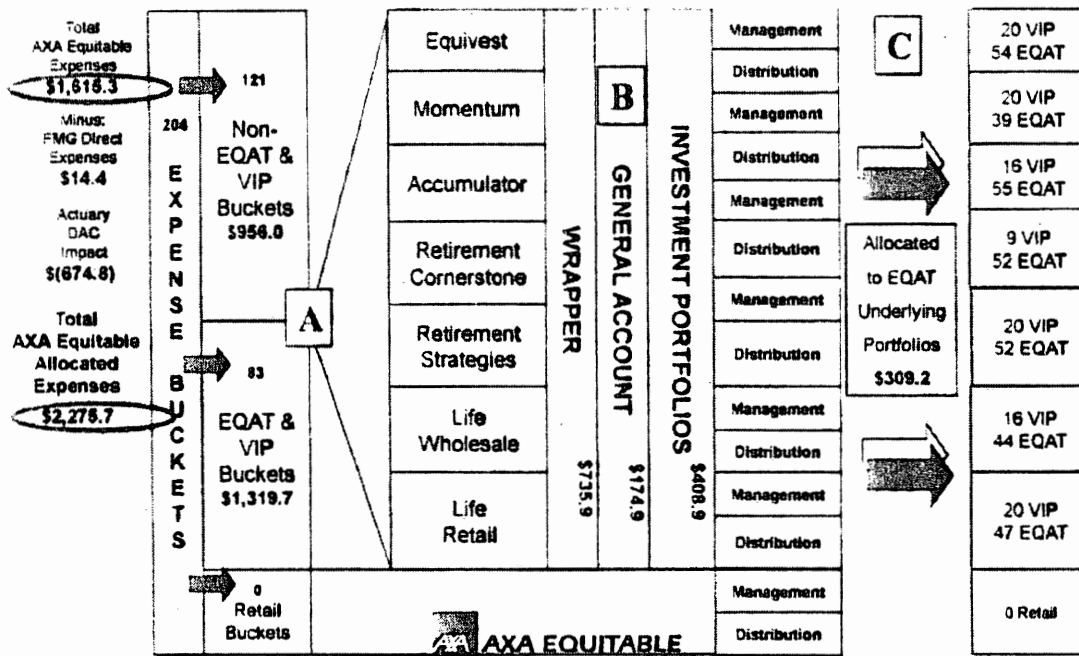 Total
AXA Equitable
Expenses
$1,615.3
Minus:
FMG Direct
Expenses
$14.4
Actuary
DAC
Impact
$(674.8)
Total
AXA Equitable
Allocated
Expenses
$2,275.7
204
EXPENSE BUCKETS
121
Non-
EQAT &
VIP
Buckets
$956.0
83
EQAT &
VIP
Buckets
$1,319.7
0
Retail
Buckets
A
Equivest
Momentum
Accumulator
Retirement
Cornerstone
Retirement
Strategies
Life
Wholesale
Life
Retail
WRAPPER
$735.9
B
GENERAL ACCOUNT
$174.9
INVESTMENT PORTFOLIOS
$408.9
Management
Distribution
Management
Distribution
Management
Distribution
Management
Distribution
Management
Distribution
Management
Distribution
Management
Distribution
AXA AXA EQUITABLE
C
Allocated
to EQAT
Underlying
Portfolios
$309.2
20 VIP
54 EQAT
20 VIP
39 EQAT
16 VIP
55 EQAT
9 VIP
52 EQAT
20 VIP
52 EQAT
16 VIP
44 EQAT
20 VIP
47 EQAT
0 Retail